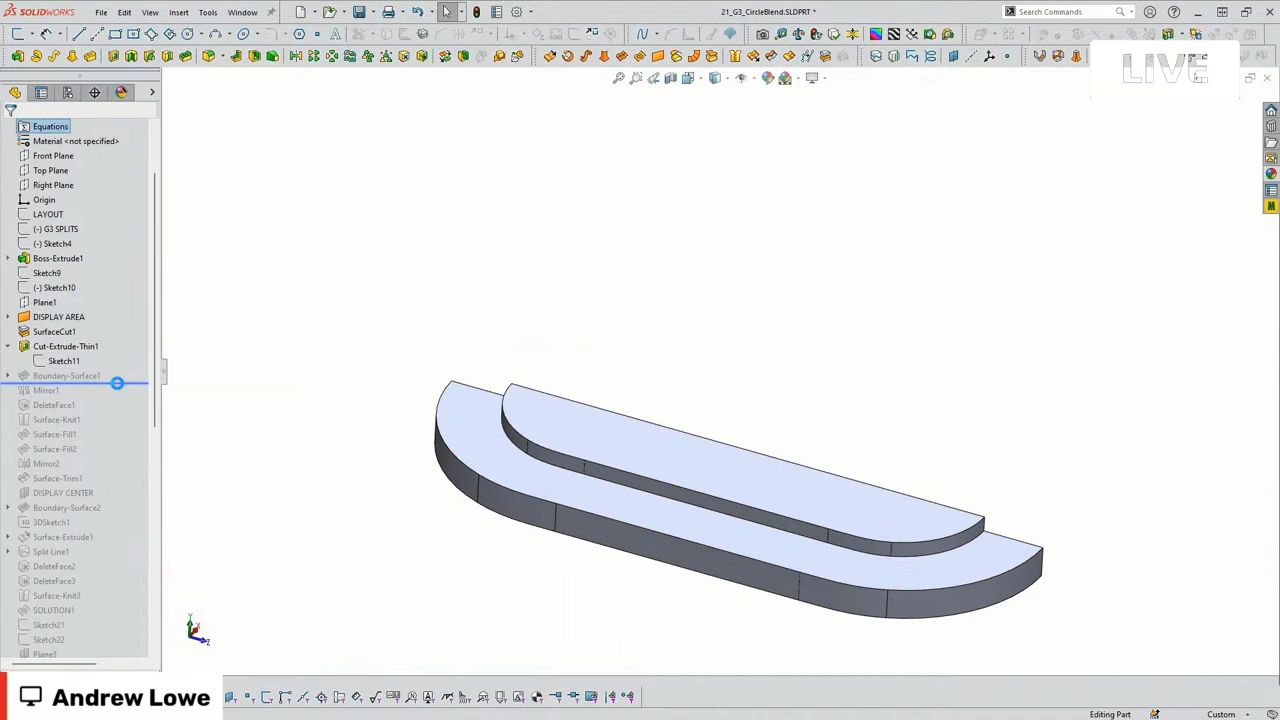 SOLIDWORKS
File
Edit
View
Insert
Tools
Window
21_G3_CircleBlend.SLDPRT *
Search Commands
LIVE
Equations
Material <not specified>
Front Plane
Top Plane
Right Plane
Origin
LAYOUT
(-) G3 SPLITS
(-) Sketch4
Boss-Extrude1
Sketch9
(-) Sketch10
Plane1
DISPLAY AREA
SurfaceCut1
Cut-Extrude-Thin1
Sketch11
Boundary-Surface1
Mirror1
DeleteFace1
Surface-Knit1
Surface-Fill1
Surface-Fill2
Mirror2
Surface-Trim1
DISPLAY CENTER
Boundary-Surface2
3DSketch1
Surface-Extrude1
Split Line1
DeleteFace2
DeleteFace3
Surface-Knit3
SOLUTION1
Sketch21
Sketch22
Plane3
Y
X
Z
Andrew Lowe
Editing Part
Custom